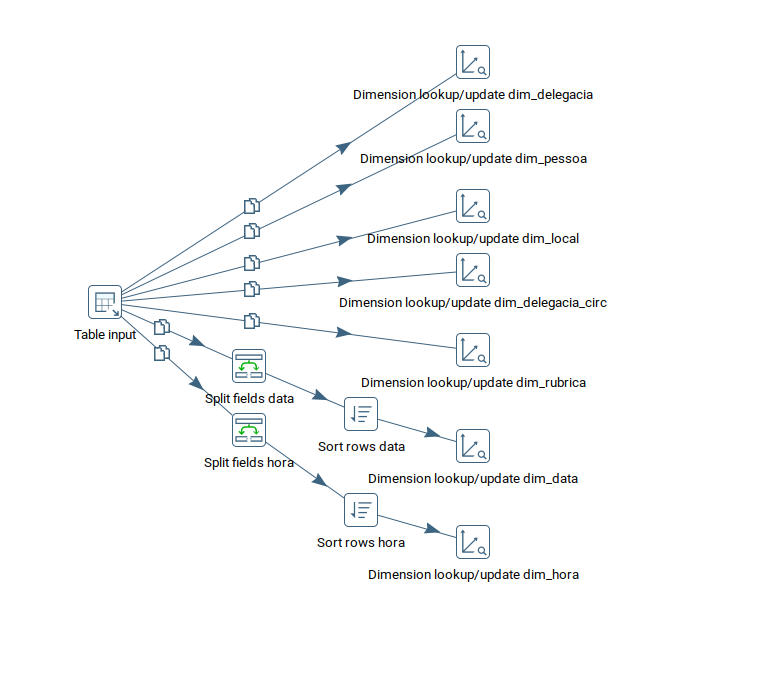 Dimension lookup/update dim_delegacia
Dimension lookup/update dim_pessoa
Dimension lookup/update dim_local
Dimension lookup/update dim_delegacia_circ
Table input
Dimension lookup/update dim_rubrica
Split fields data
Sort rows data
Split fields hora
Dimension lookup/update dim_data
Sort rows hora
Dimension lookup/update dim_hora